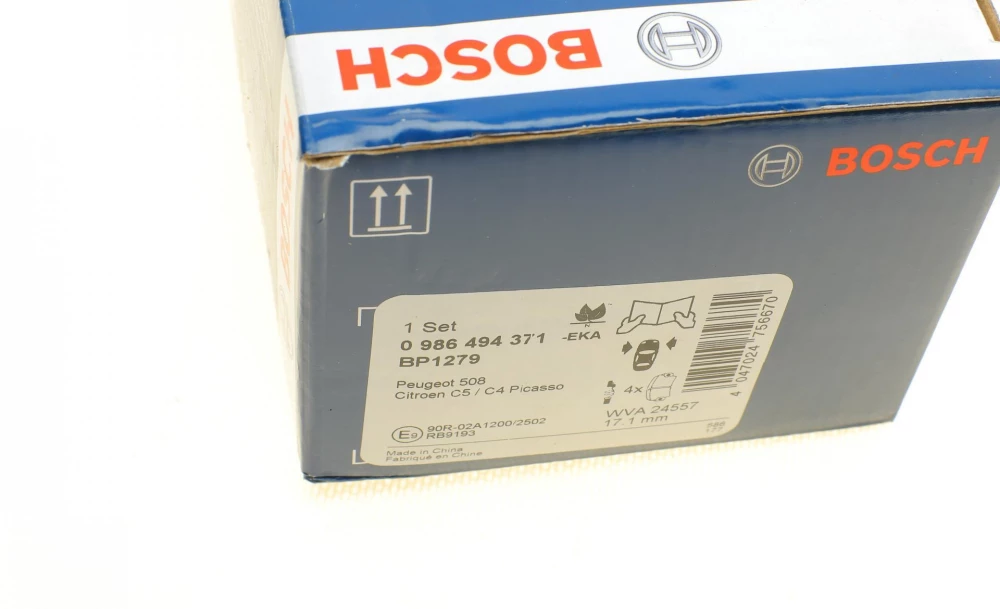 BOSCH
BOSCH
1 Set
0 986 494 371 -EKA
BP1279
Peugeot 508
Citroen C5 / C4 Picasso
4x
WVA 24557
17.1 mm
E9 90R-02A1200/2502
RB9193
Made in China
Fabriqué en Chine
4 047024 756670